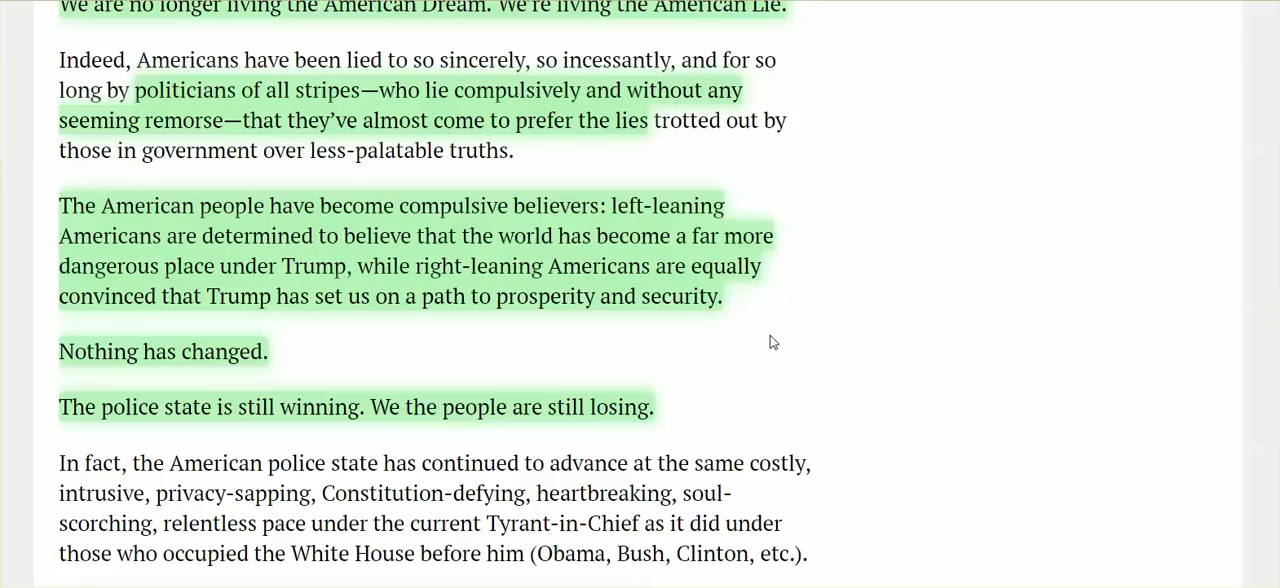 We are no longer living the American Dream. We're living the American Lie.
Indeed, Americans have been lied to so sincerely, so incessantly, and for so
long by politicians of all stripes—who lie compulsively and without any
seeming remorse—that they've almost come to prefer the lies trotted out by
those in government over less-palatable truths.
The American people have become compulsive believers: left-leaning
Americans are determined to believe that the world has become a far more
dangerous place under Trump, while right-leaning Americans are equally
convinced that Trump has set us on a path to prosperity and security.
Nothing has changed.
The police state is still winning. We the people are still losing.
In fact, the American police state has continued to advance at the same costly,
intrusive, privacy-sapping, Constitution-defying, heartbreaking, soul-
scorching, relentless pace under the current Tyrant-in-Chief as it did under
those who occupied the White House before him (Obama, Bush, Clinton, etc.).